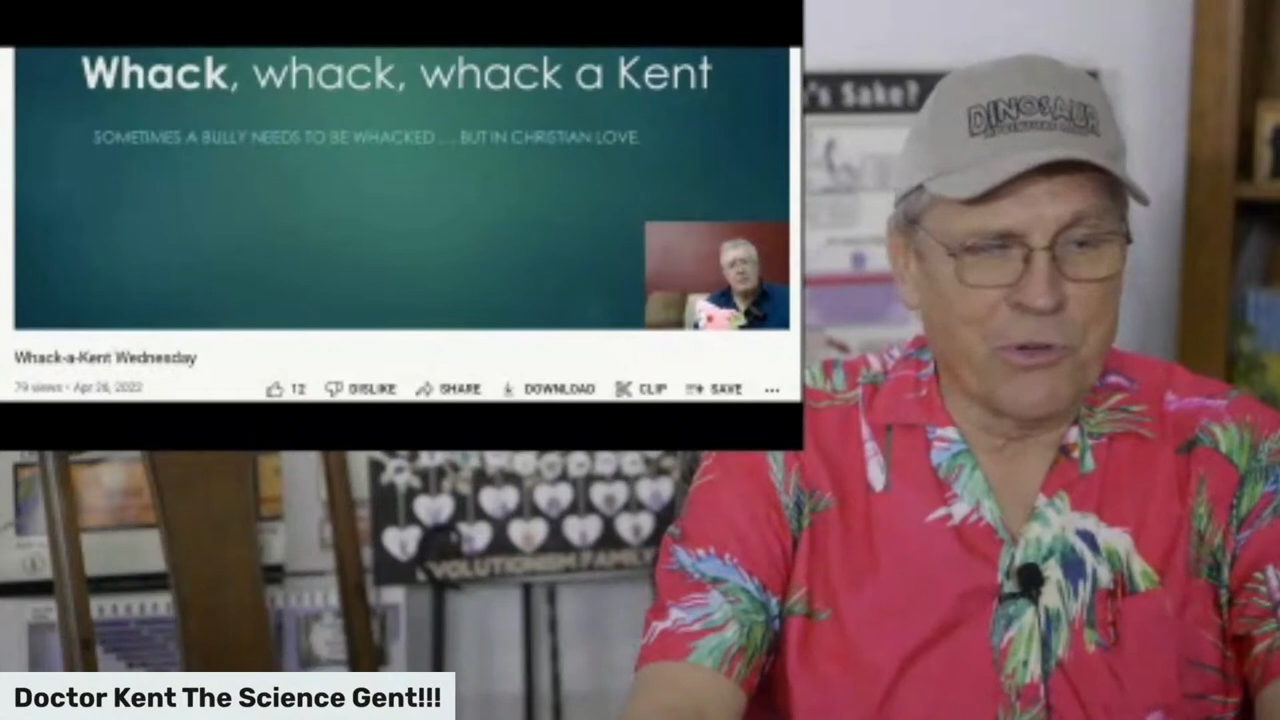 Whack, whack, whack a Kent
SOMETIMES A BULLY NEEDS TO BE WHACKED ... BUT IN CHRISTIAN LOVE.
Whack-a-Kent Wednesday
79 views • Apr 26, 2022
12 DISLIKE SHARE DOWNLOAD CLIP SAVE ...
's Sake?
DINOSAUR
VOLUTIONISM FAMILY
Doctor Kent The Science Gent!!!